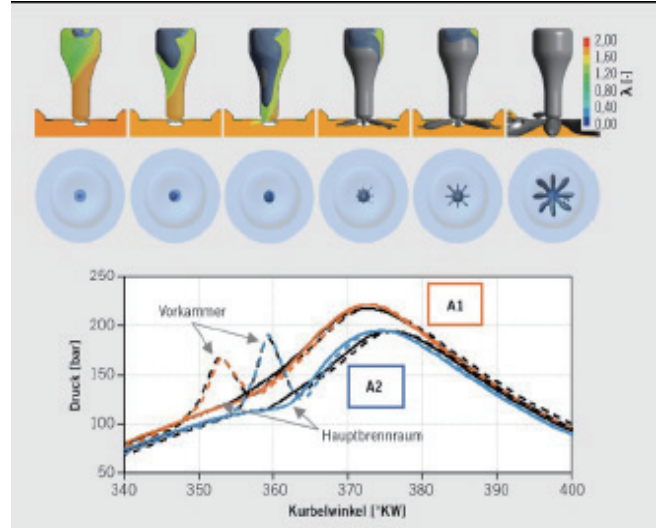 2,00
1,60
1,20
0,80
0,40
0,00
λ [-]
250
200
150
100
50
Druck [bar]
Vorkammer
A1
A2
Hauptbrennraum
340
350
360
370
380
390
400
Kurbelwinkel [°KW]